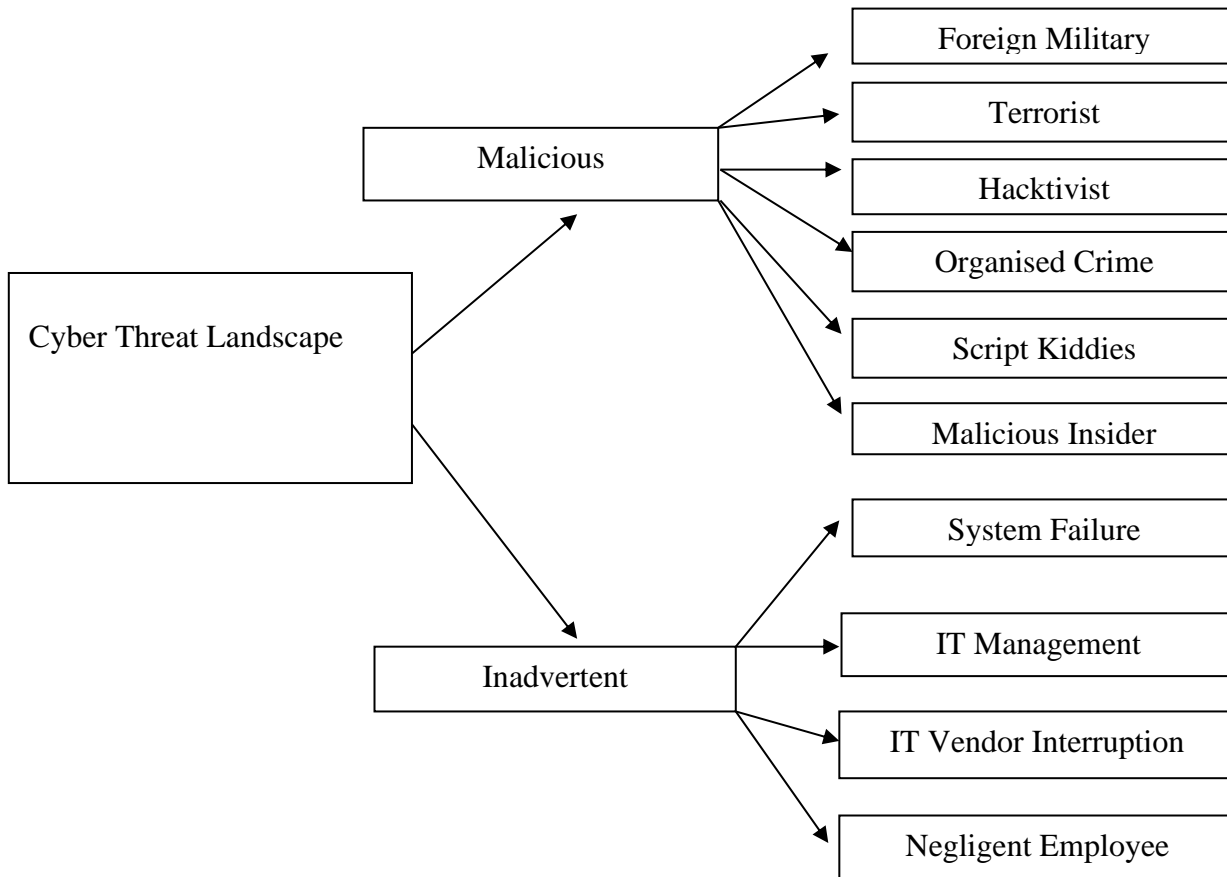 Foreign Military
Terrorist
Malicious
Hacktivist
Organised Crime
Cyber Threat Landscape
Script Kiddies
Malicious Insider
System Failure
IT Management
Inadvertent
IT Vendor Interruption
Negligent Employee